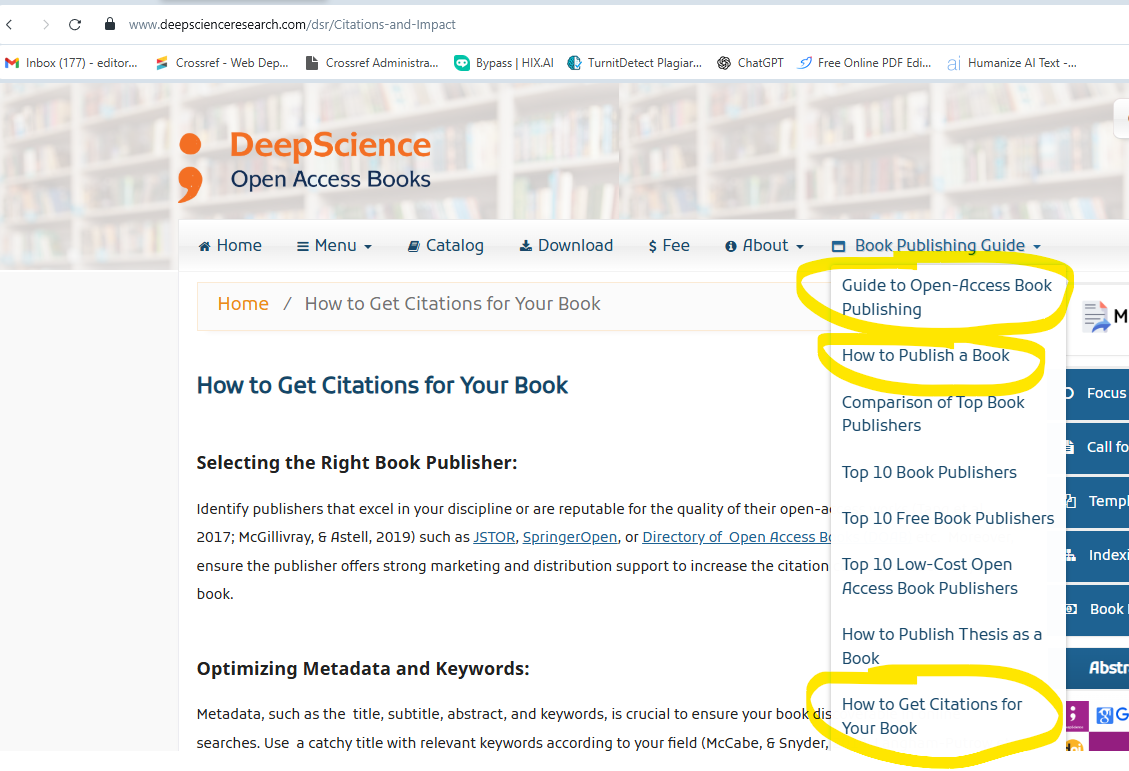 www.deepscienceresearch.com/dsr/Citations-and-Impact
Inbox (177) - editor... Crossref - Web Dep... Crossref Administra... Bypass | HIX.AI TurnitDetect Plagiar... ChatGPT Free Online PDF Edi... Humanize AI Text -...
DeepScience
Open Access Books
Home Menu Catalog Download $ Fee About Book Publishing Guide
Home / How to Get Citations for Your Book
Guide to Open-Access Book
Publishing
How to Publish a Book
Comparison of Top Book
Publishers
Top 10 Book Publishers
Top 10 Free Book Publishers
Top 10 Low-Cost Open
Access Book Publishers
How to Publish Thesis as a
Book
How to Get Citations for
Your Book
How to Get Citations for Your Book
Selecting the Right Book Publisher:
Identify publishers that excel in your discipline or are reputable for the quality of their open-a
2017; McGillivray, & Astell, 2019) such as JSTOR, SpringerOpen, or Directory of Open Access B
ensure the publisher offers strong marketing and distribution support to increase the citation
book.
Optimizing Metadata and Keywords:
Metadata, such as the title, subtitle, abstract, and keywords, is crucial to ensure your book dis
searches. Use a catchy title with relevant keywords according to your field (McCabe, & Snyder,
M
Focus
Call fo
Templ
Indexi
Book
Abstr